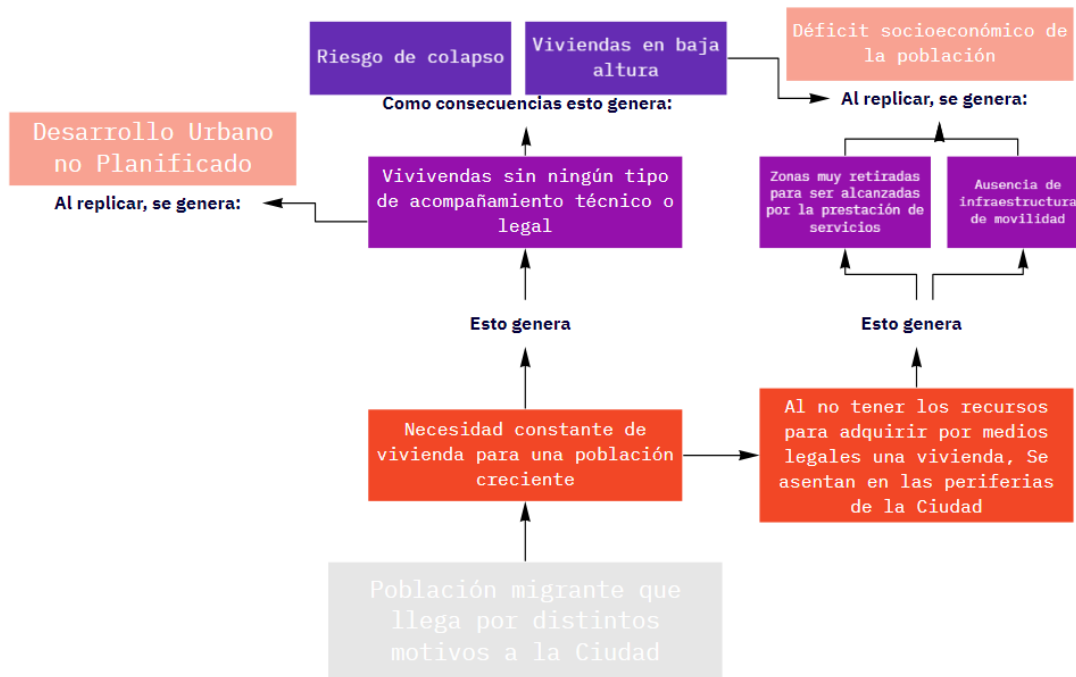 Riesgo de colapso
Viviendas en baja
altura
Déficit socioeconómico de
la población
Como consecuencias esto genera:
Al replicar, se genera:
Desarrollo Urbano
no Planificado
Al replicar, se genera:
Vivivendas sin ningún tipo
de acompañamiento técnico o
legal
Zonas muy retiradas
para ser alcanzadas
por la prestación de
servicios
Ausencia de
infraestructura
de movilidad
Esto genera
Esto genera
Necesidad constante de
vivienda para una población
creciente
Al no tener los recursos
para adquirir por medios
legales una vivienda, Se
asentan en las periferias
de la Ciudad
Población migrante que
llega por distintos
motivos a la Ciudad